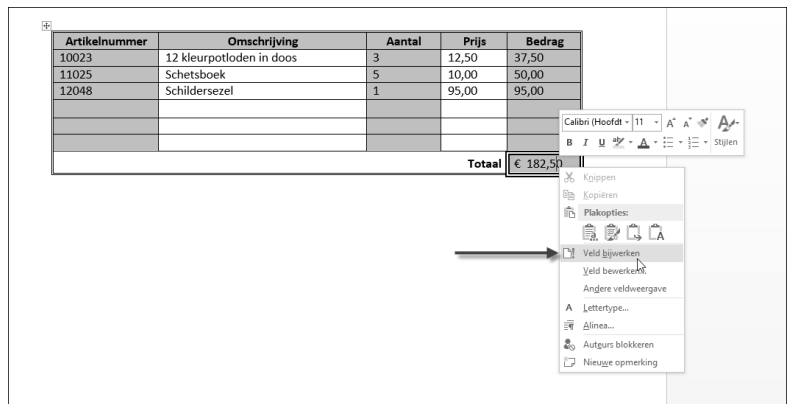 Artikelnummer Omschrijving Aantal Prijs Bedrag
10023 12 kleurpotloden in doos 3 12,50 37,50
11025 Schetsboek 5 10,00 50,00
12048 Schildersezel 1 95,00 95,00
Totaal € 182,50
Calibri (Hoofdt 11 A A A
B I U aby A Stijlen
Knippen
Kopiëren
Plakopties:
Veld bijwerken
Veld bewerken...
Andere veldweergave
A Lettertype...
Alinea...
Auteurs blokkeren
Nieuwe opmerking